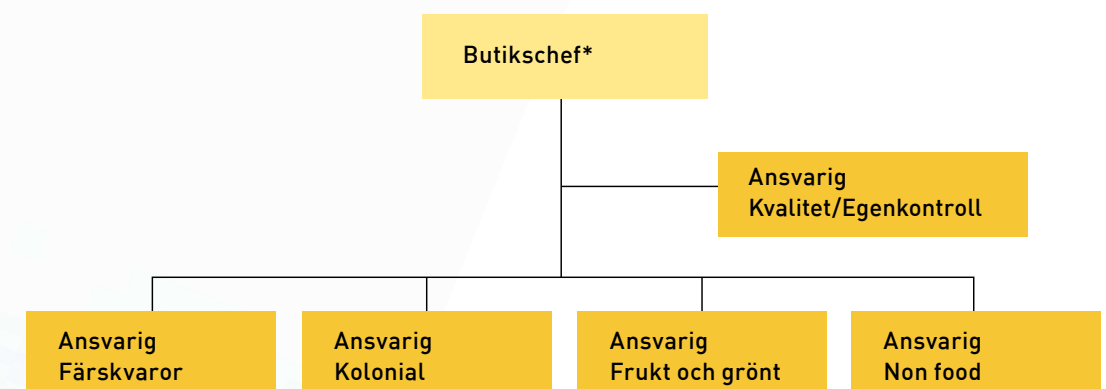 Butikschef*
Ansvarig
Kvalitet/Egenkontroll
Ansvarig
Färskvaror
Ansvarig
Kolonial
Ansvarig
Frukt och grönt
Ansvarig
Non food